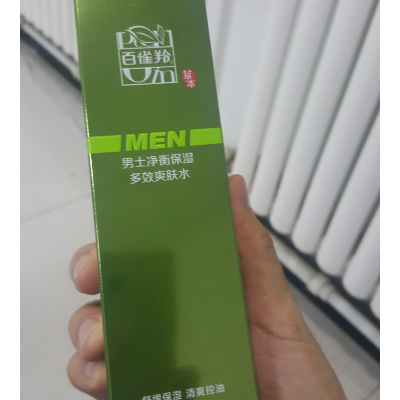 百雀羚
草本
MEN
男士净衡保湿
多效爽肤水
舒缓保湿 清爽控油